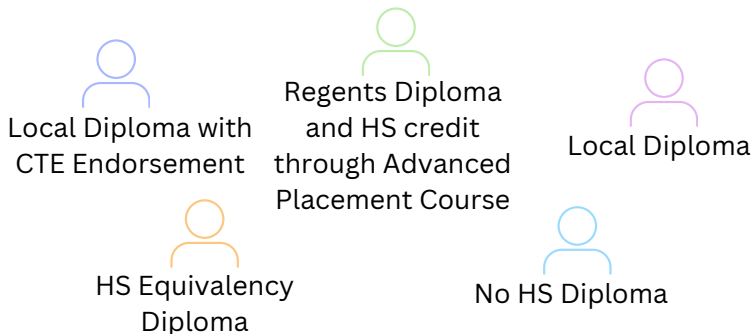 Local Diploma with
CTE Endorsement
Regents Diploma
and HS credit
through Advanced
Placement Course
Local Diploma
HS Equivalency
Diploma
No HS Diploma